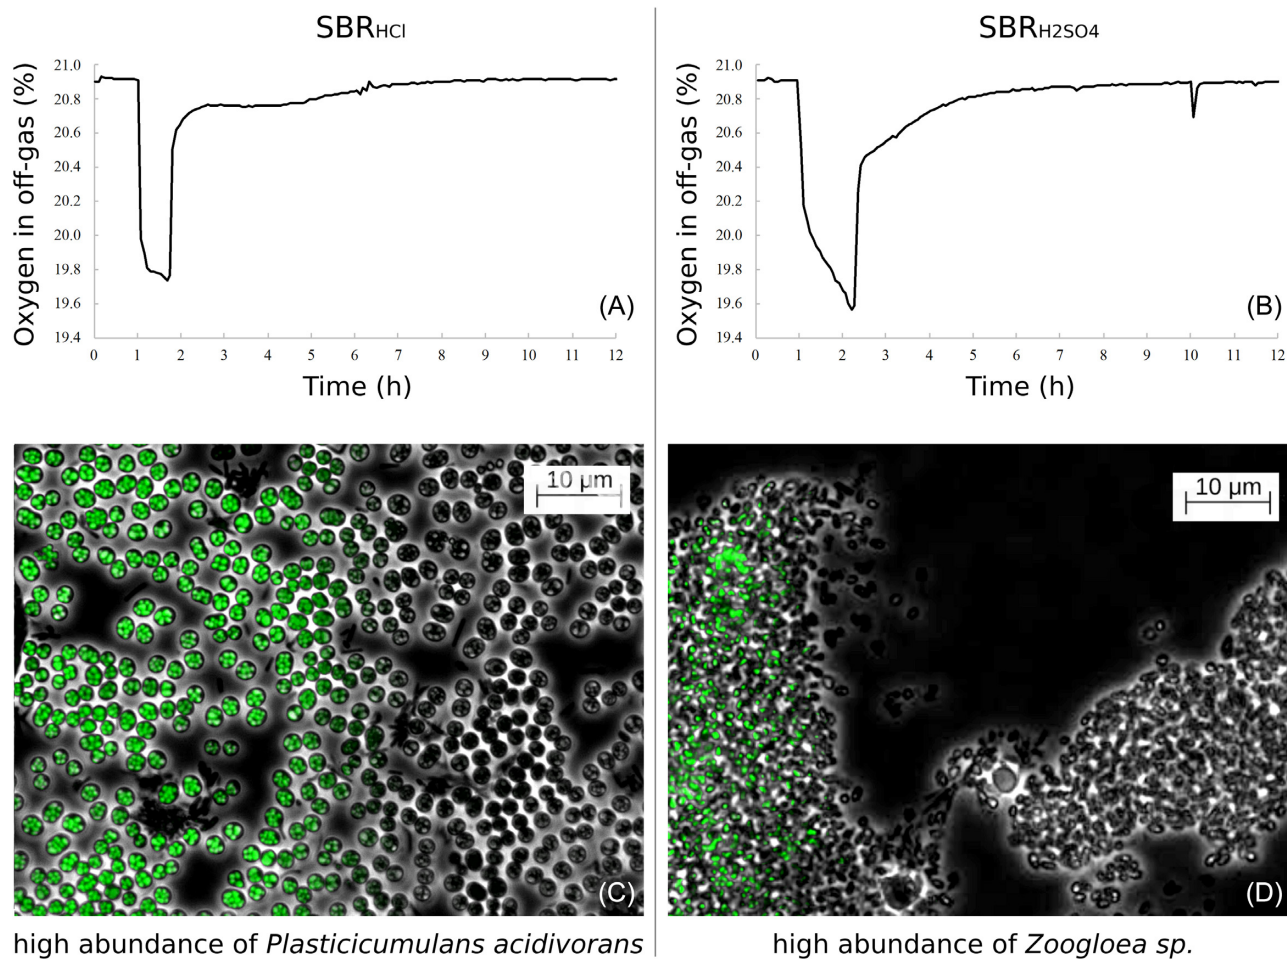 SBRHCl
SBRH2SO4
Oxygen in off-gas (%)
21.0
20.8
20.6
20.4
20.2
20.0
19.8
19.6
19.4
(A)
0 1 2 3 4 5 6 7 8 9 10 11 12
Time (h)
Oxygen in off-gas (%)
21.0
20.8
20.6
20.4
20.2
20.0
19.8
19.6
19.4
(B)
0 1 2 3 4 5 6 7 8 9 10 11 12
Time (h)
10 µm
(C)
10 µm
(D)
high abundance of Plasticicumulans acidivorans
high abundance of Zoogloea sp.